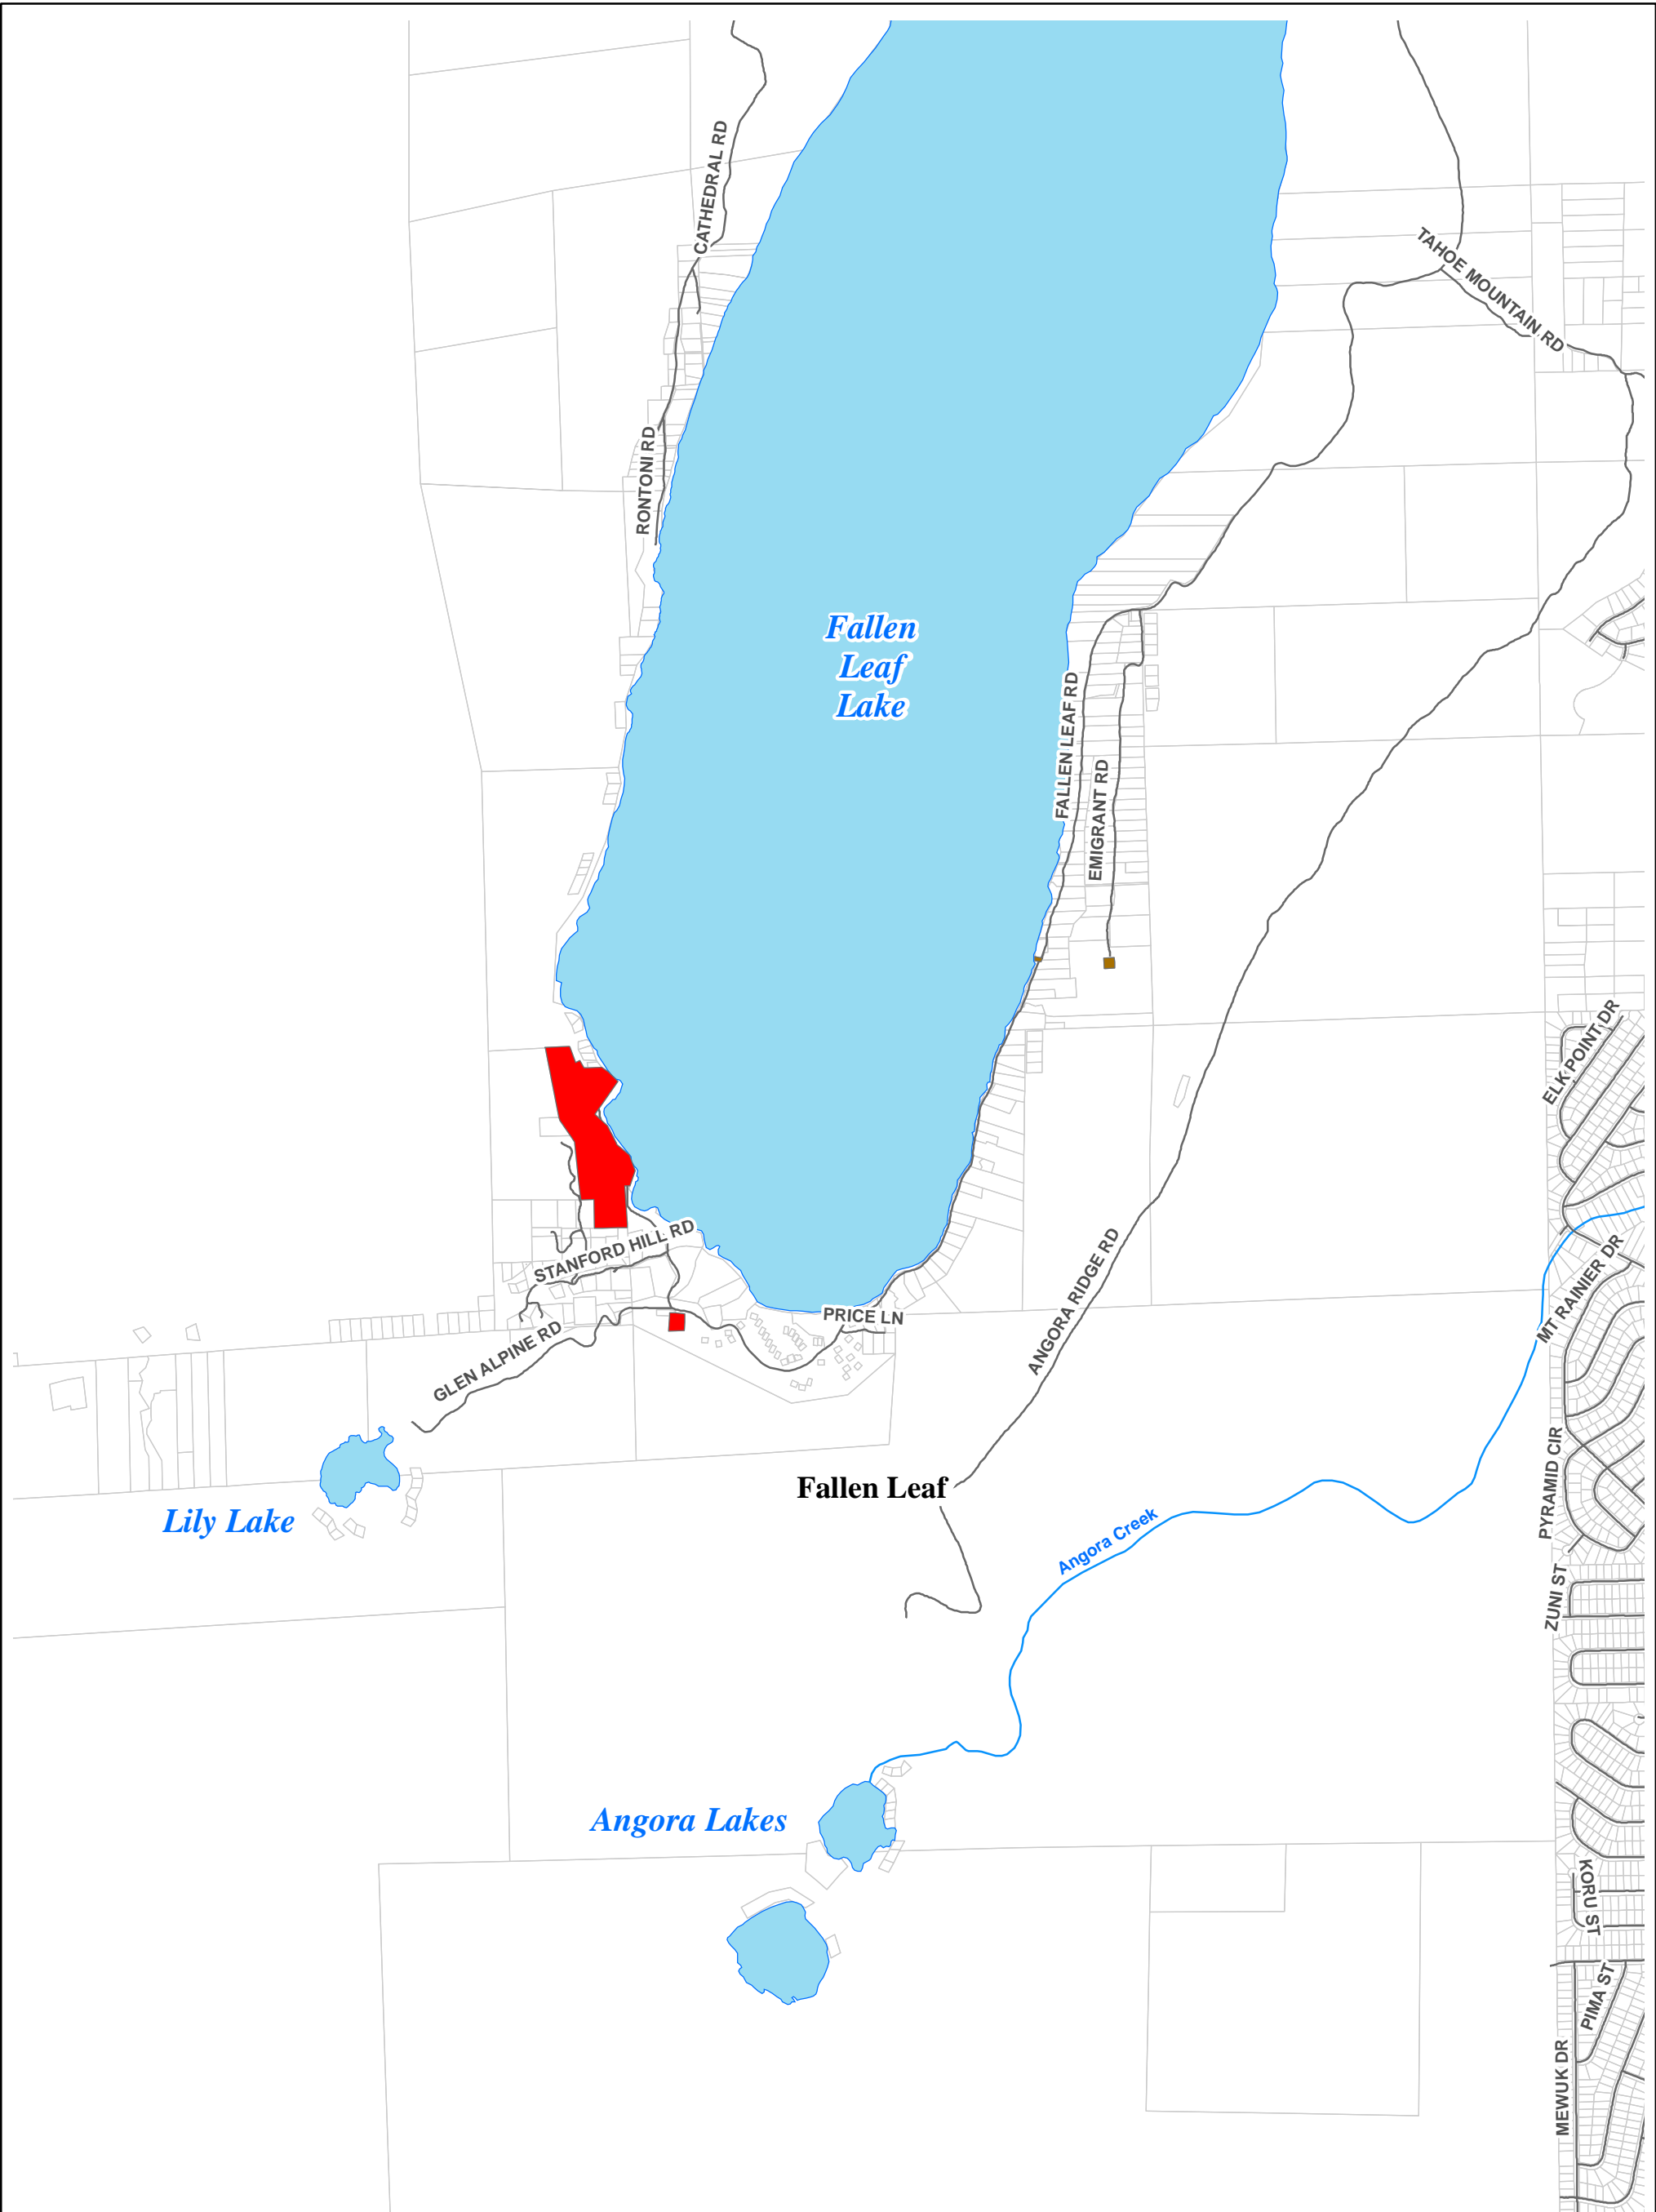 CATHEDRAL RD
TAHOE MOUNTAIN RD
RONTONI RD
Fallen
Leaf
Lake
FALLEN LEAF RD
EMIGRANT RD
ELK POINT DR
STANFORD HILL RD
MT RAINIER DR
PRICE LN
ANGORA RIDGE RD
GLEN ALPINE RD
PYRAMID CIR
Fallen Leaf
Lily Lake
Angora Creek
ZUNI ST
Angora Lakes
KORU ST
PIMA ST
MEWUK DR